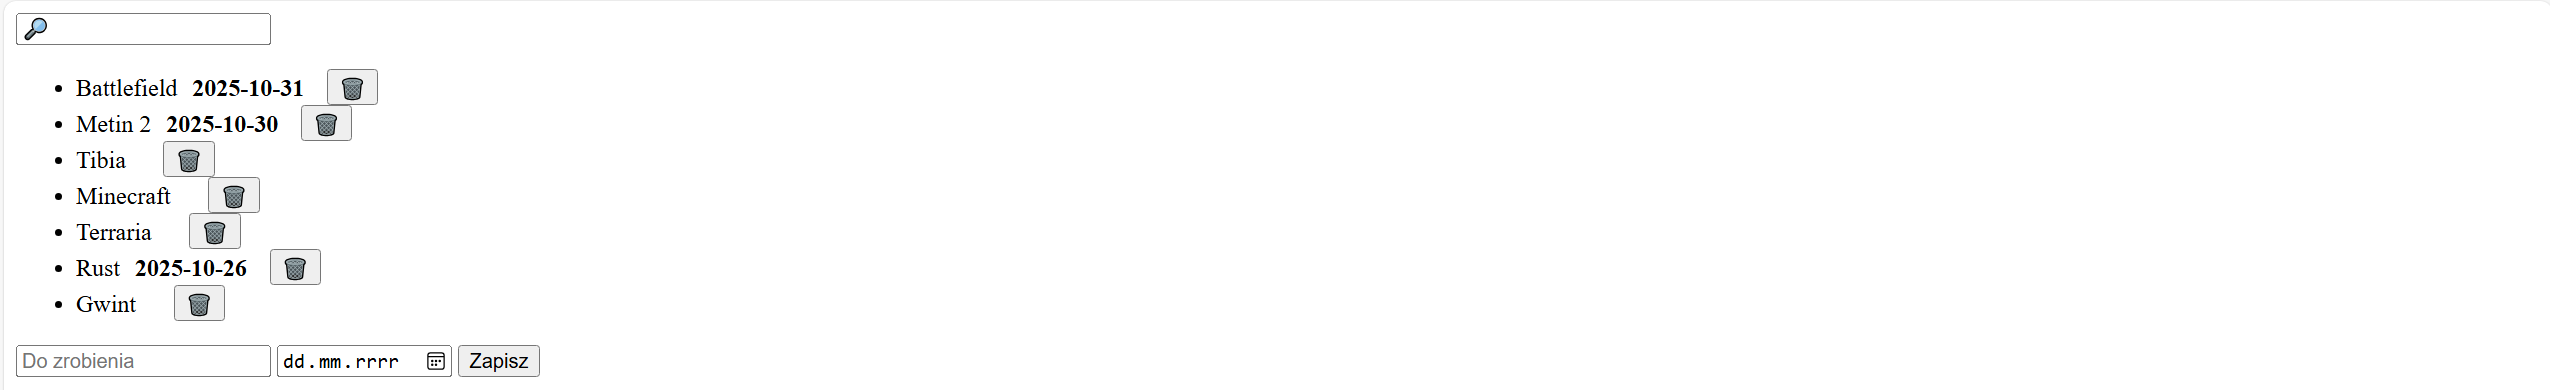 🔎
Battlefield 2025-10-31 🗑
Metin 2 2025-10-30 🗑
Tibia 🗑
Minecraft 🗑
Terraria 🗑
Rust 2025-10-26 🗑
Gwint 🗑
Do zrobienia dd.mm.rrrr Zapisz